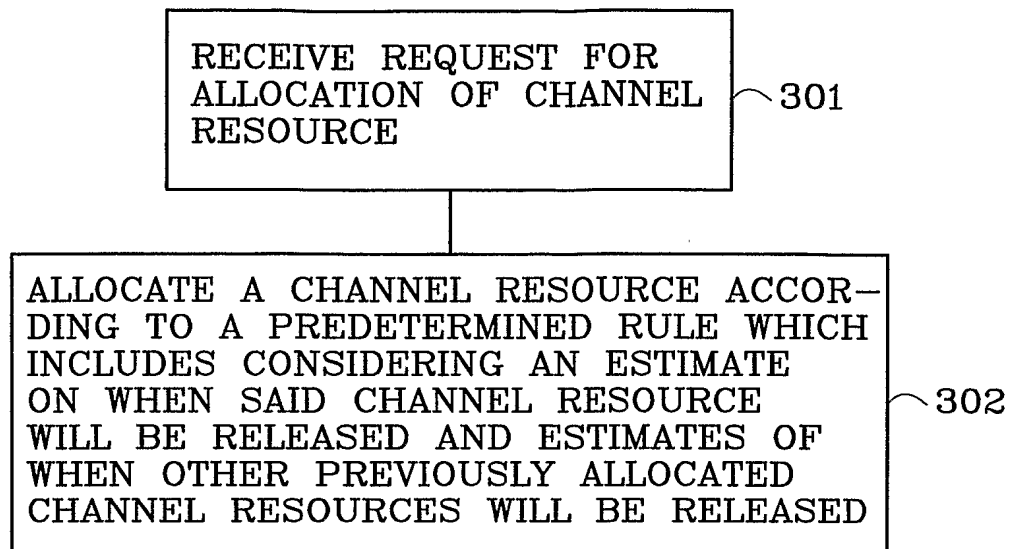 RECEIVE REQUEST FOR
ALLOCATION OF CHANNEL
RESOURCE
301
ALLOCATE A CHANNEL RESOURCE ACCOR-
DING TO A PREDETERMINED RULE WHICH
INCLUDES CONSIDERING AN ESTIMATE
ON WHEN SAID CHANNEL RESOURCE
WILL BE RELEASED AND ESTIMATES OF
WHEN OTHER PREVIOUSLY ALLOCATED
CHANNEL RESOURCES WILL BE RELEASED
302